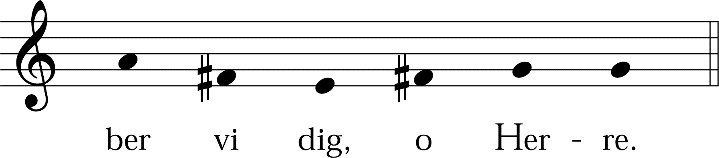 ber vi dig, o Her - re.